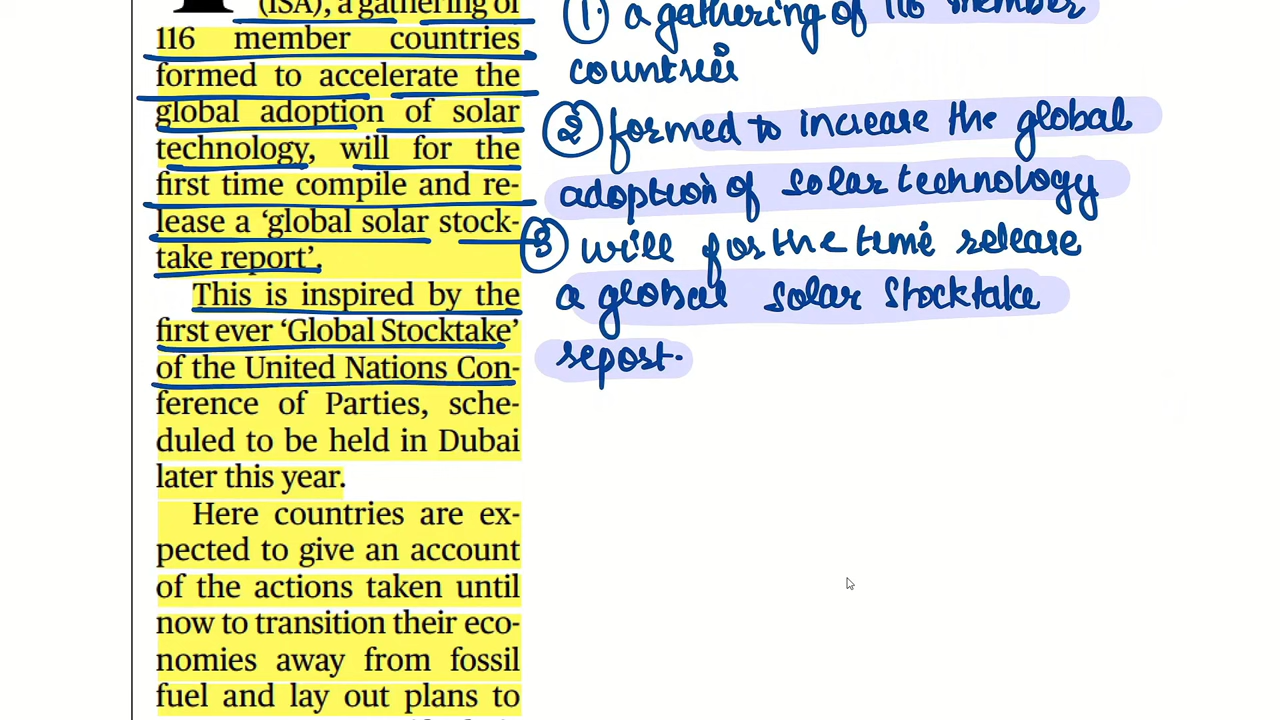 (ISA), a gathering of
116 member countries
formed to accelerate the
global adoption of solar
technology, will for the
first time compile and re-
lease a ‘global solar stock-
take report’.
This is inspired by the
first ever ‘Global Stocktake’
of the United Nations Con-
ference of Parties, sche-
duled to be held in Dubai
later this year.
Here countries are ex-
pected to give an account
of the actions taken until
now to transition their eco-
nomies away from fossil
fuel and lay out plans to
① a gathering of 116 member
countries
② formed to increase the global
adoption of solar technology
③ will for the time release
a global solar stocktake
report.